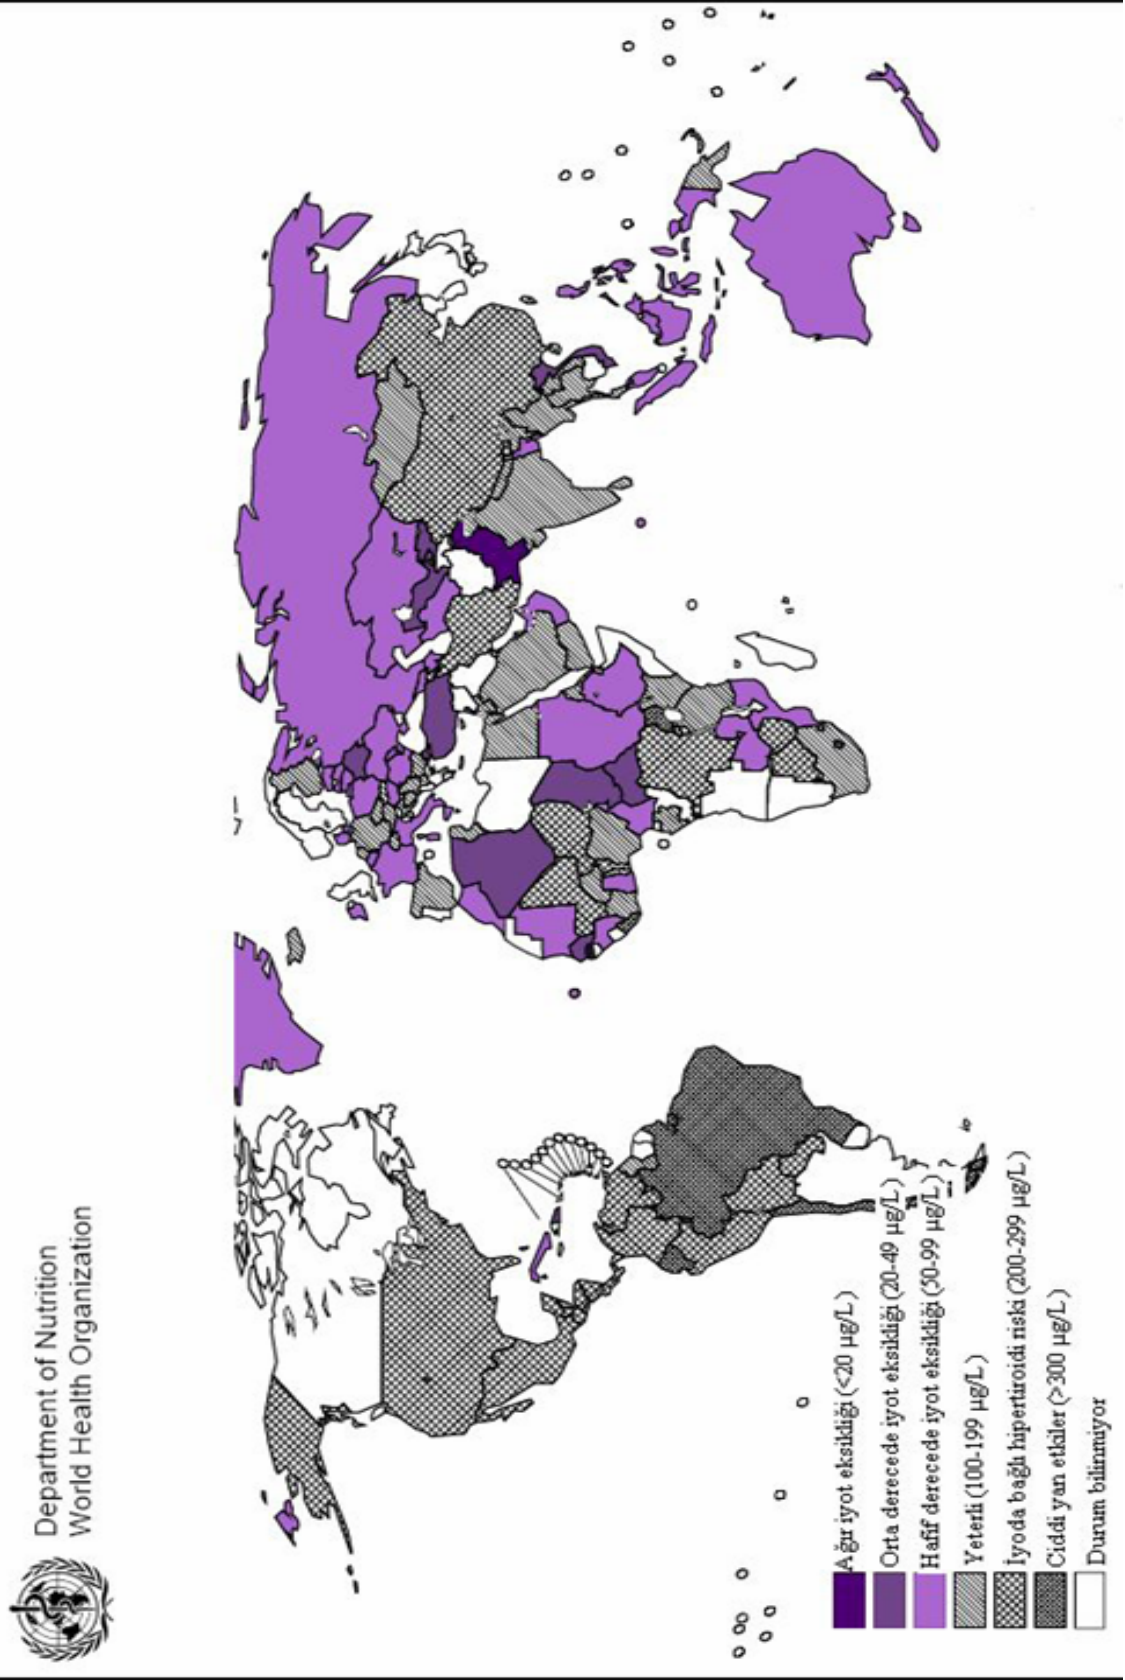 Department of Nutrition
World Health Organization
Ağır iyot eksikliği (<20 µg/L )
Orta derecede iyot eksikliği (20-49 µg/L )
Hafif derecede iyot eksikliği (50-99 µg/L )
Yeterli (100-199 µg/L )
İyoda bağlı hipertiroidi riski (200-299 µg/L )
Ciddi yan etkiler (>300 µg/L )
Durum bilinmiyor